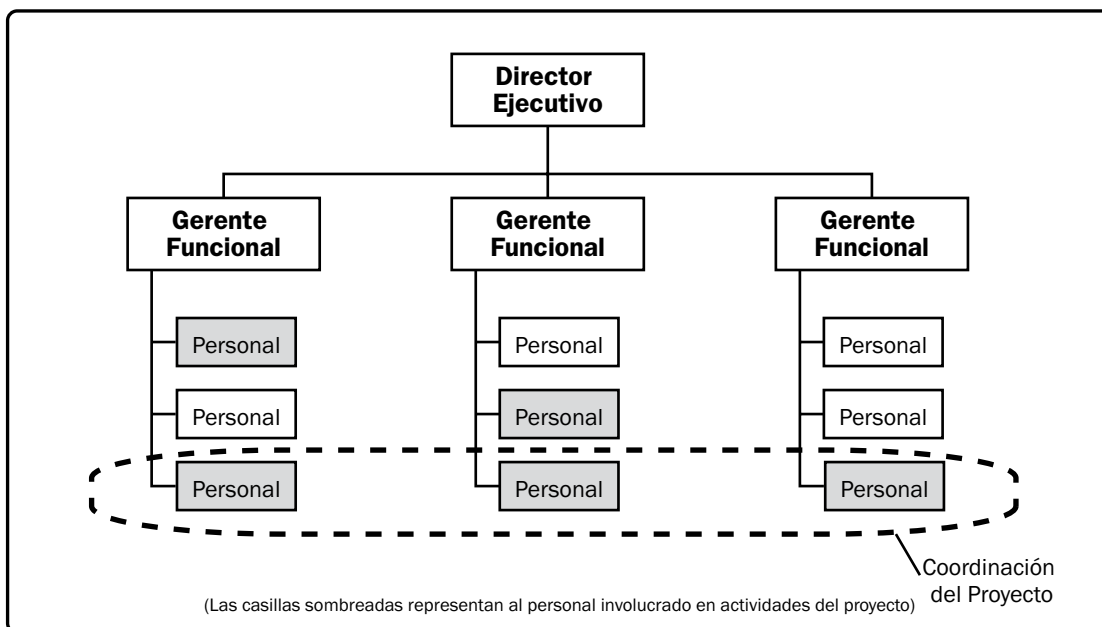 Director
Ejecutivo
Gerente
Funcional
Gerente
Funcional
Gerente
Funcional
Personal
Personal
Personal
Personal
Personal
Personal
Personal
Personal
Personal
Coordinación
del Proyecto
(Las casillas sombreadas representan al personal involucrado en actividades del proyecto)